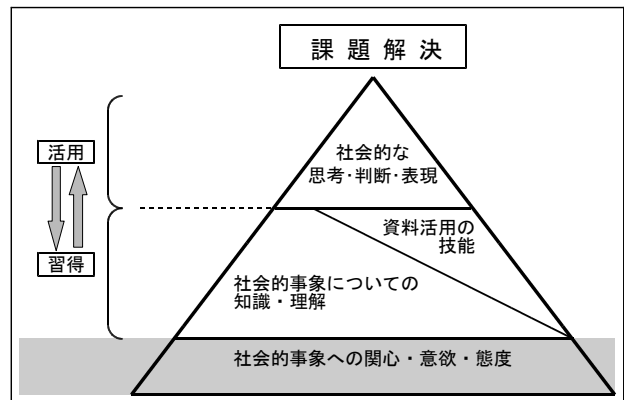 課題解決
社会的な
思考・判断・表現
活用
資料活用の
技能
習得
社会的事象についての
知識・理解
社会的事象への関心・意欲・態度